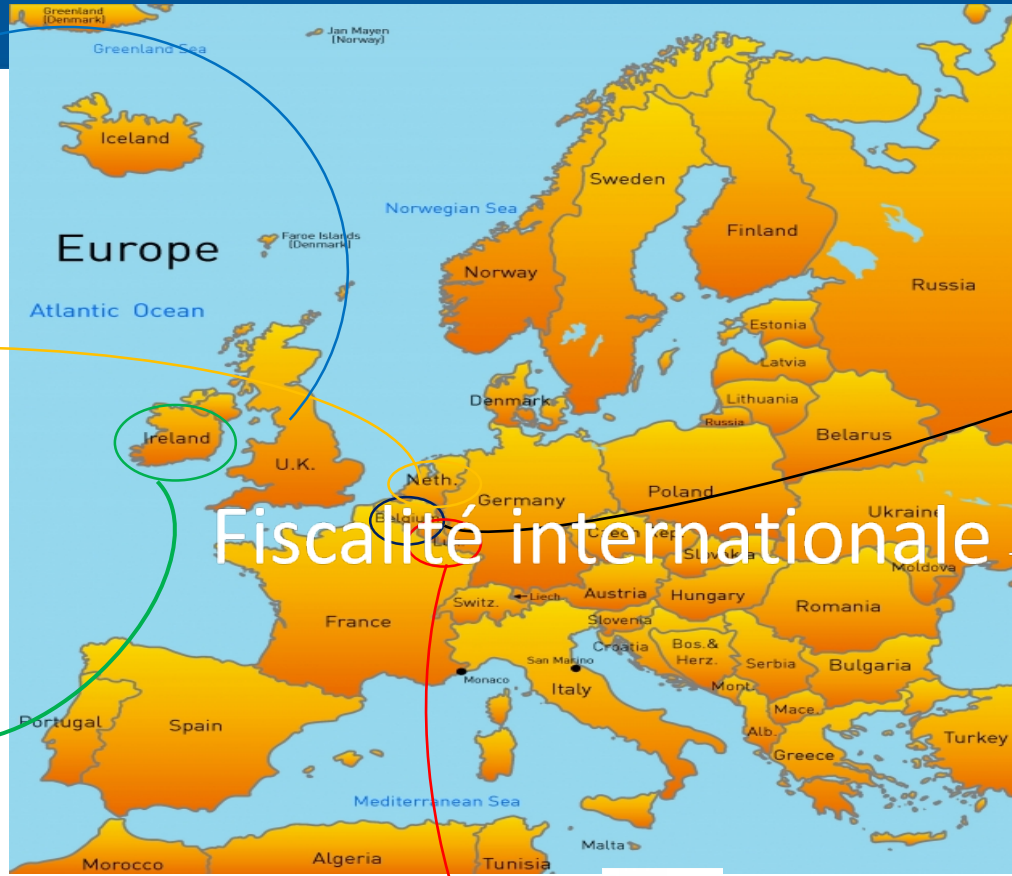 Greenland
(Denmark)
Jan Mayen
(Norway)
Greenland Sea
Iceland
Sweden
Norwegian Sea
Faroe Islands
(Denmark)
Finland
Europe
Norway
Russia
Atlantic Ocean
Estonia
Latvia
Denmark
Lithuania
Russia
Ireland
Belarus
U.K.
Neth.
Germany
Poland
Belgium
Ukraine
Fiscalité internationale
Czech Rep.
Slovakia
Moldova
Switz.
Liech.
Austria
Hungary
Romania
France
Slovenia
Croatia
Bos.&
Herz.
San Marino
Serbia
Bulgaria
Monaco
Italy
Mont.
Mace.
Portugal
Spain
Alb.
Turkey
Greece
Mediterranean Sea
Malta
Morocco
Algeria
Tunisia